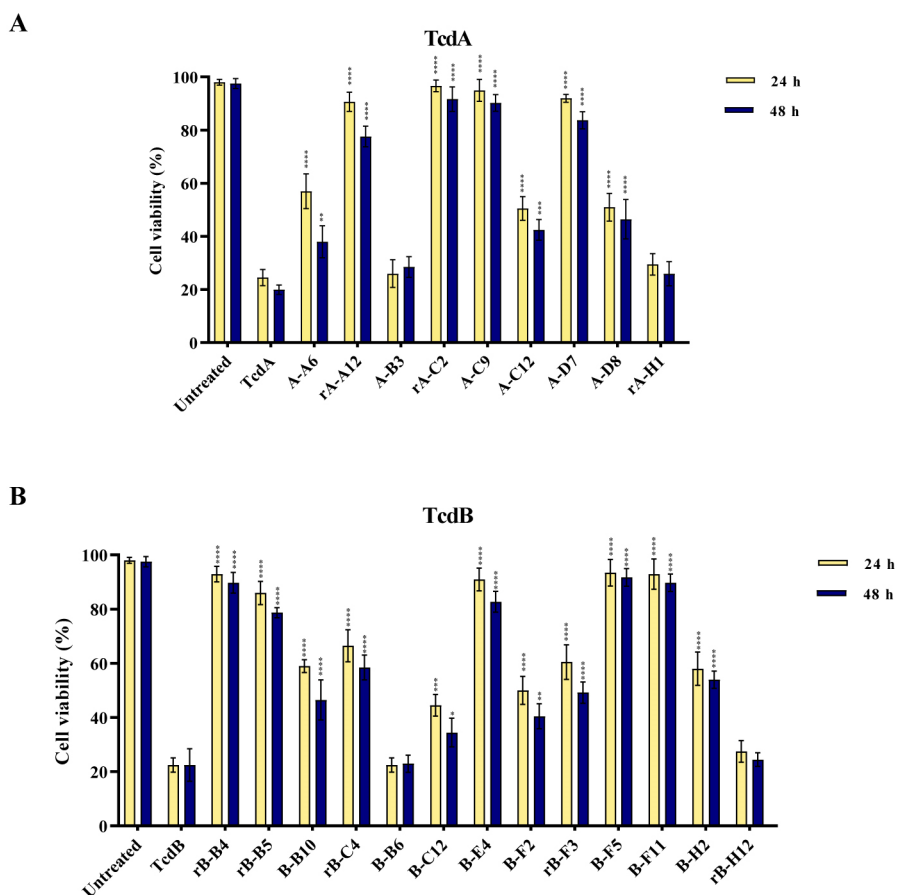 A
TcdA
24 h
48 h
Cell viability (%)
100
80
60
40
20
0
**** ** **** **** **** **** **** **** *** **** **** **** **** ****
Untreated TcdA A-A6 rA-A12 A-B3 rA-C2 A-C9 A-C12 A-D7 A-D8 rA-H1
B
TcdB
24 h
48 h
Cell viability (%)
100
80
60
40
20
0
**** **** **** **** **** **** **** **** *** * **** **** **** ** **** **** **** **** **** **** **** ****
Untreated TcdB rB-B4 rB-B5 B-B10 rB-C4 B-B6 B-C12 B-E4 B-F2 rB-F3 B-F5 B-F11 B-H2 rB-H12